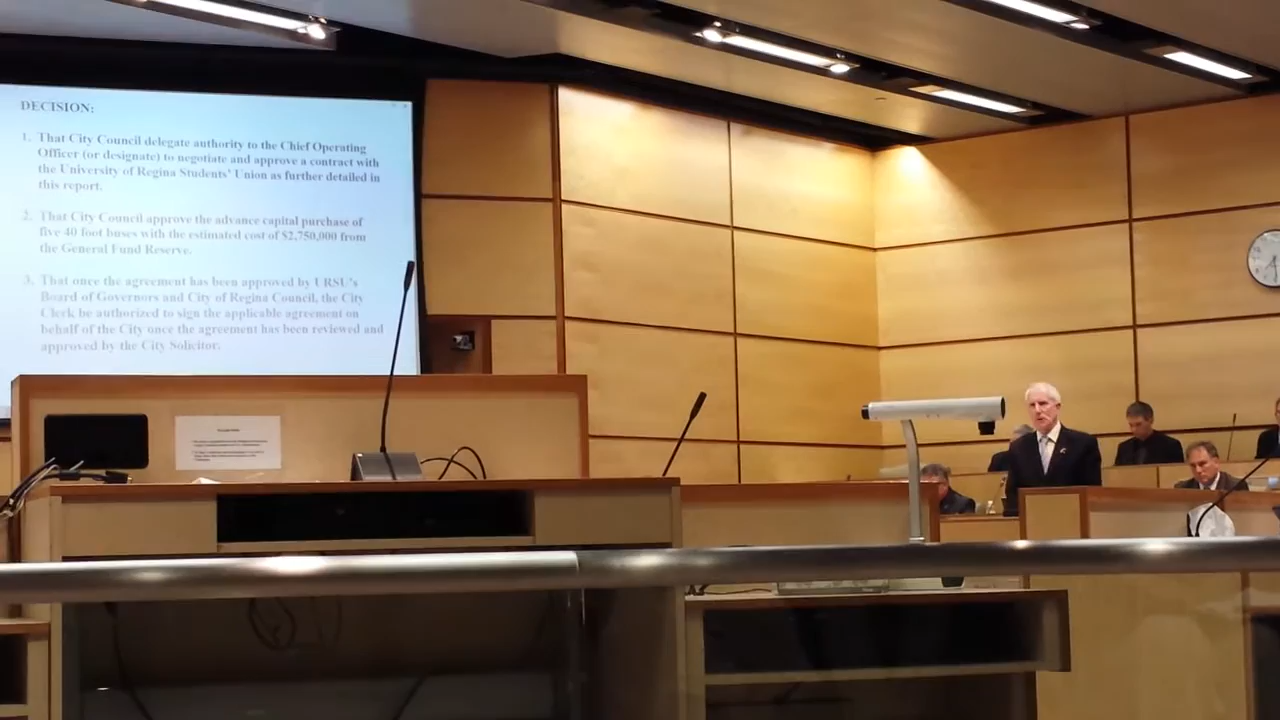 DECISION:
1. That City Council delegate authority to the Chief Operating
Officer (or designate) to negotiate and approve a contract with
the University of Regina Students' Union as further detailed in
this report.
2. That City Council approve the advance capital purchase of
five 40 foot buses with the estimated cost of $2,750,000 from
the General Fund Reserve.
3. That once the agreement has been approved by URSU's
Board of Governors and City of Regina Council, the City
Clerk be authorized to sign the applicable agreement on
behalf of the City once the agreement has been reviewed and
approved by the City Solicitor.